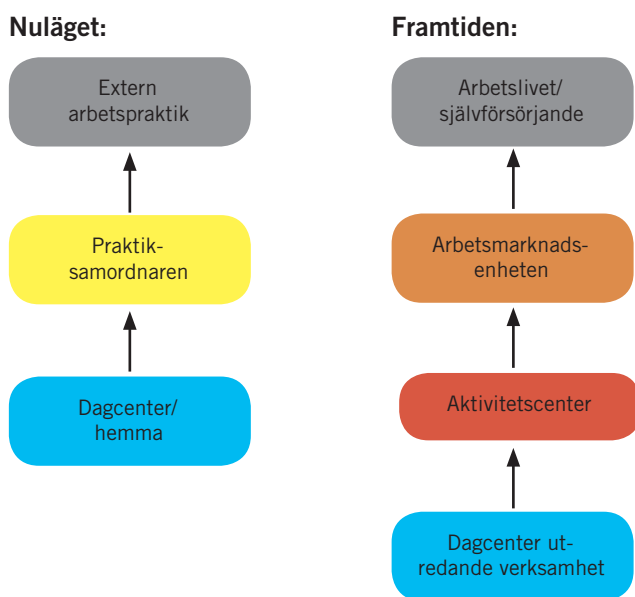 Nuläget:
Extern
arbetspraktik
Praktik-
samordnaren
Dagcenter/
hemma
Framtiden:
Arbetslivet/
självförsörjande
Arbetsmarknads-
enheten
Aktivitetscenter
Dagcenter ut-
redande verksamhet